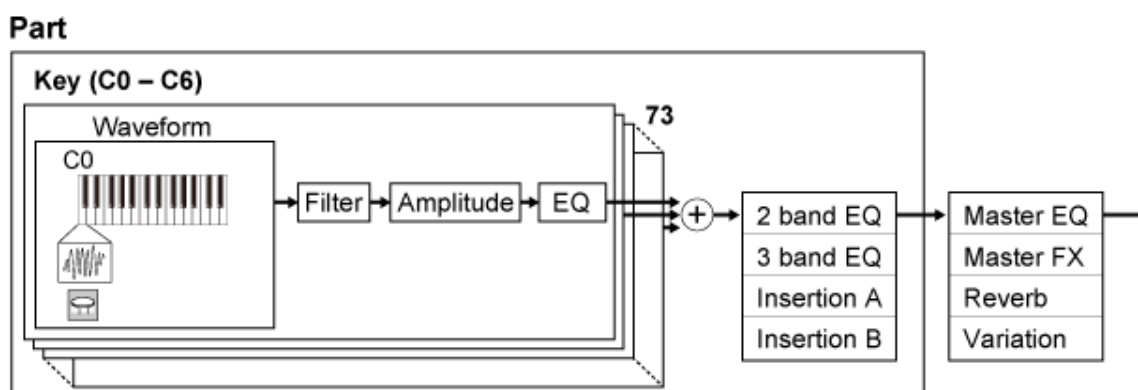 Part
Key (C0 – C6)
73
Waveform
C0
Filter
Amplitude
EQ
+
2 band EQ
3 band EQ
Insertion A
Insertion B
Master EQ
Master FX
Reverb
Variation